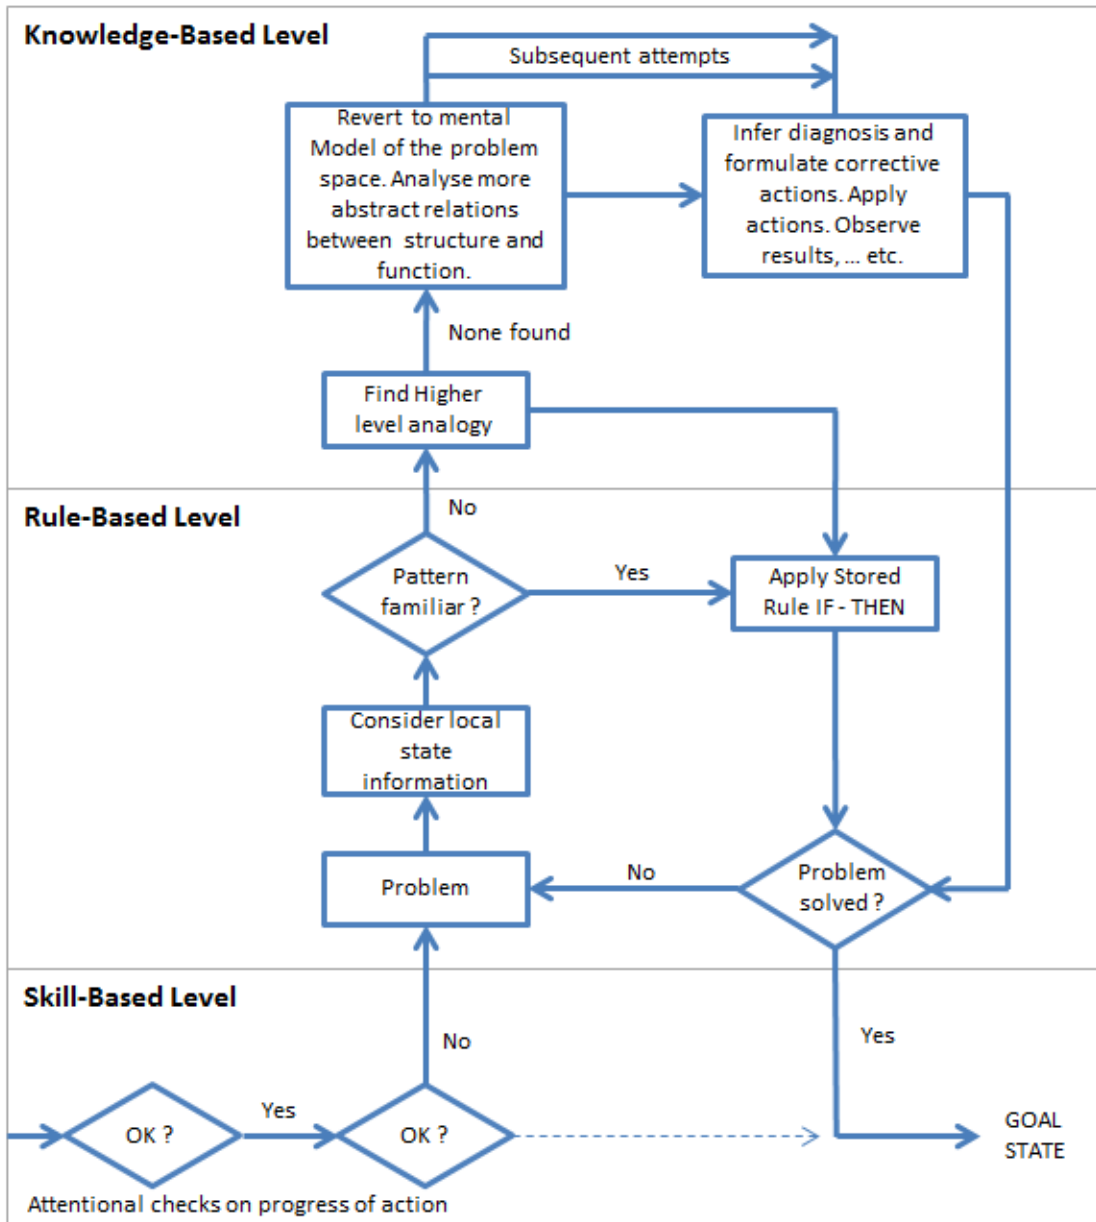 Knowledge-Based Level
Subsequent attempts
Revert to mental
Model of the problem
space. Analyse more
abstract relations
between structure and
function.
Infer diagnosis and
formulate corrective
actions. Apply
actions. Observe
results, ... etc.
None found
Find Higher
level analogy
No
Rule-Based Level
Pattern
familiar ?
Yes
Apply Stored
Rule IF - THEN
Consider local
state
information
Problem
No
Problem
solved ?
Skill-Based Level
No
Yes
OK ?
Yes
OK ?
GOAL
STATE
Attentional checks on progress of action